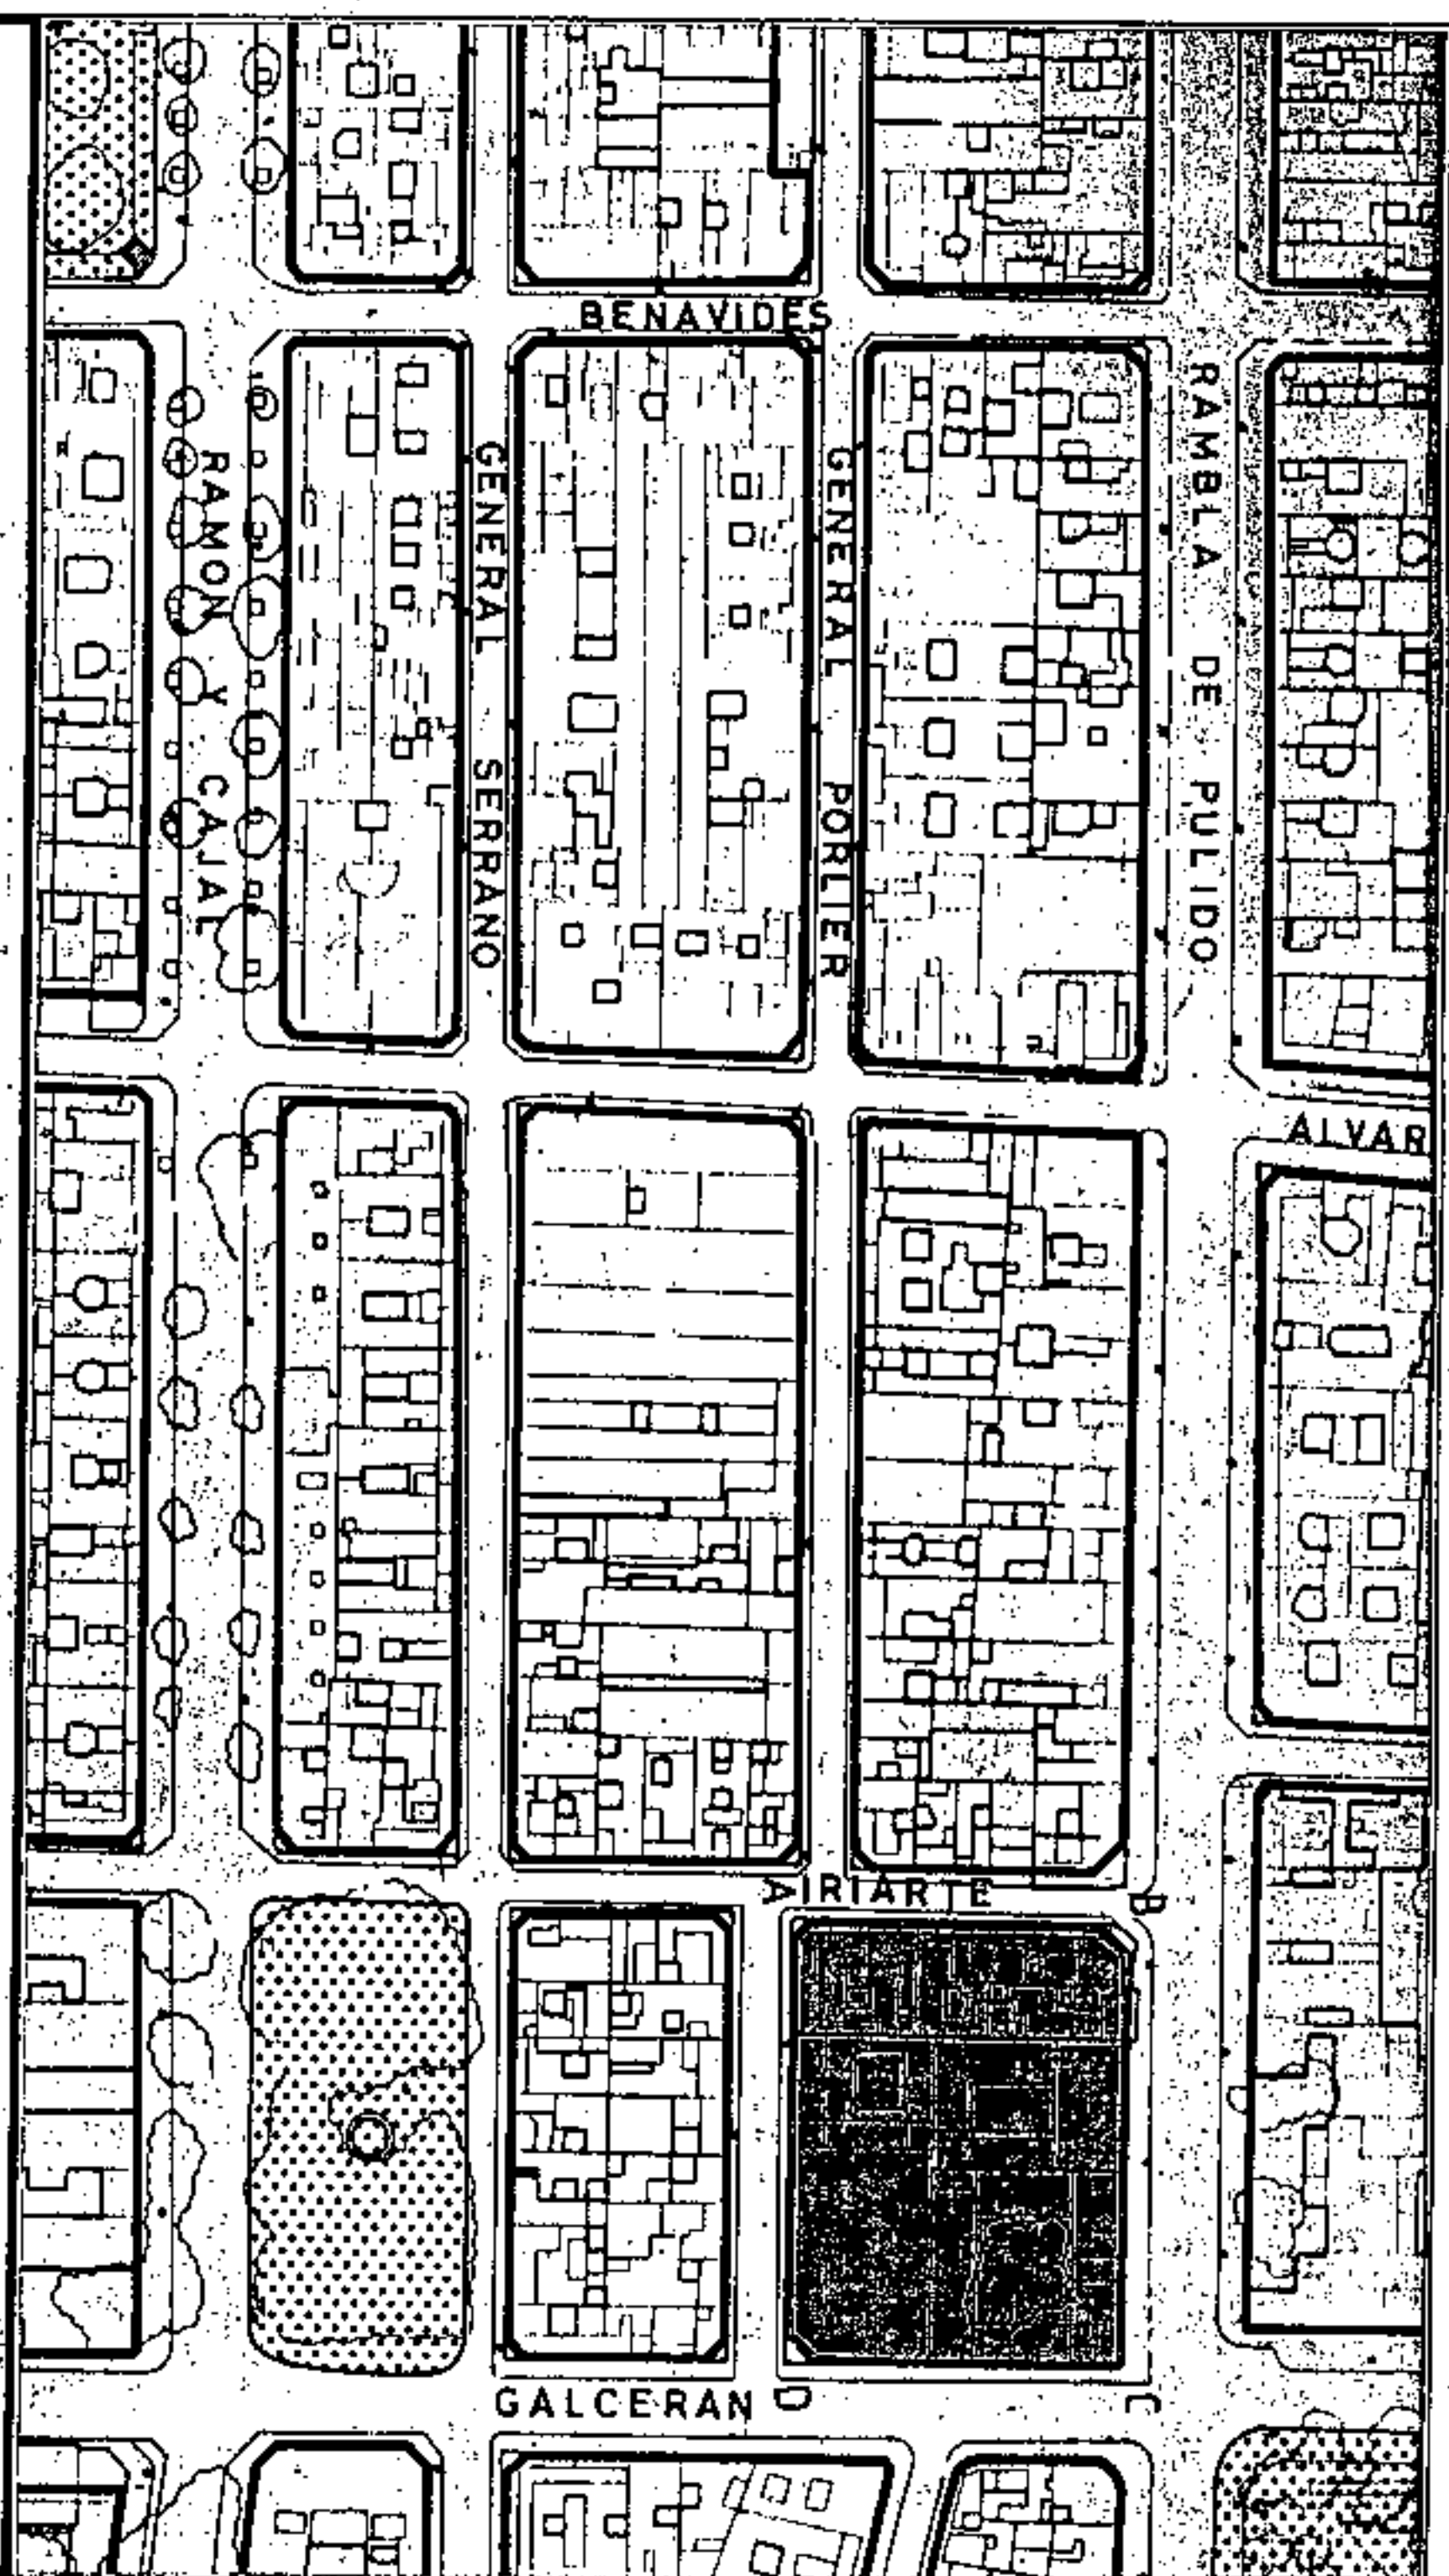 BENAVIDES
RAMON Y CAJAL
GENERAL SERRANO
GENERAL PORLIER
RAMBLA DE PULIDO
ALVAR
A IRIARTE B
GALCERAN D C